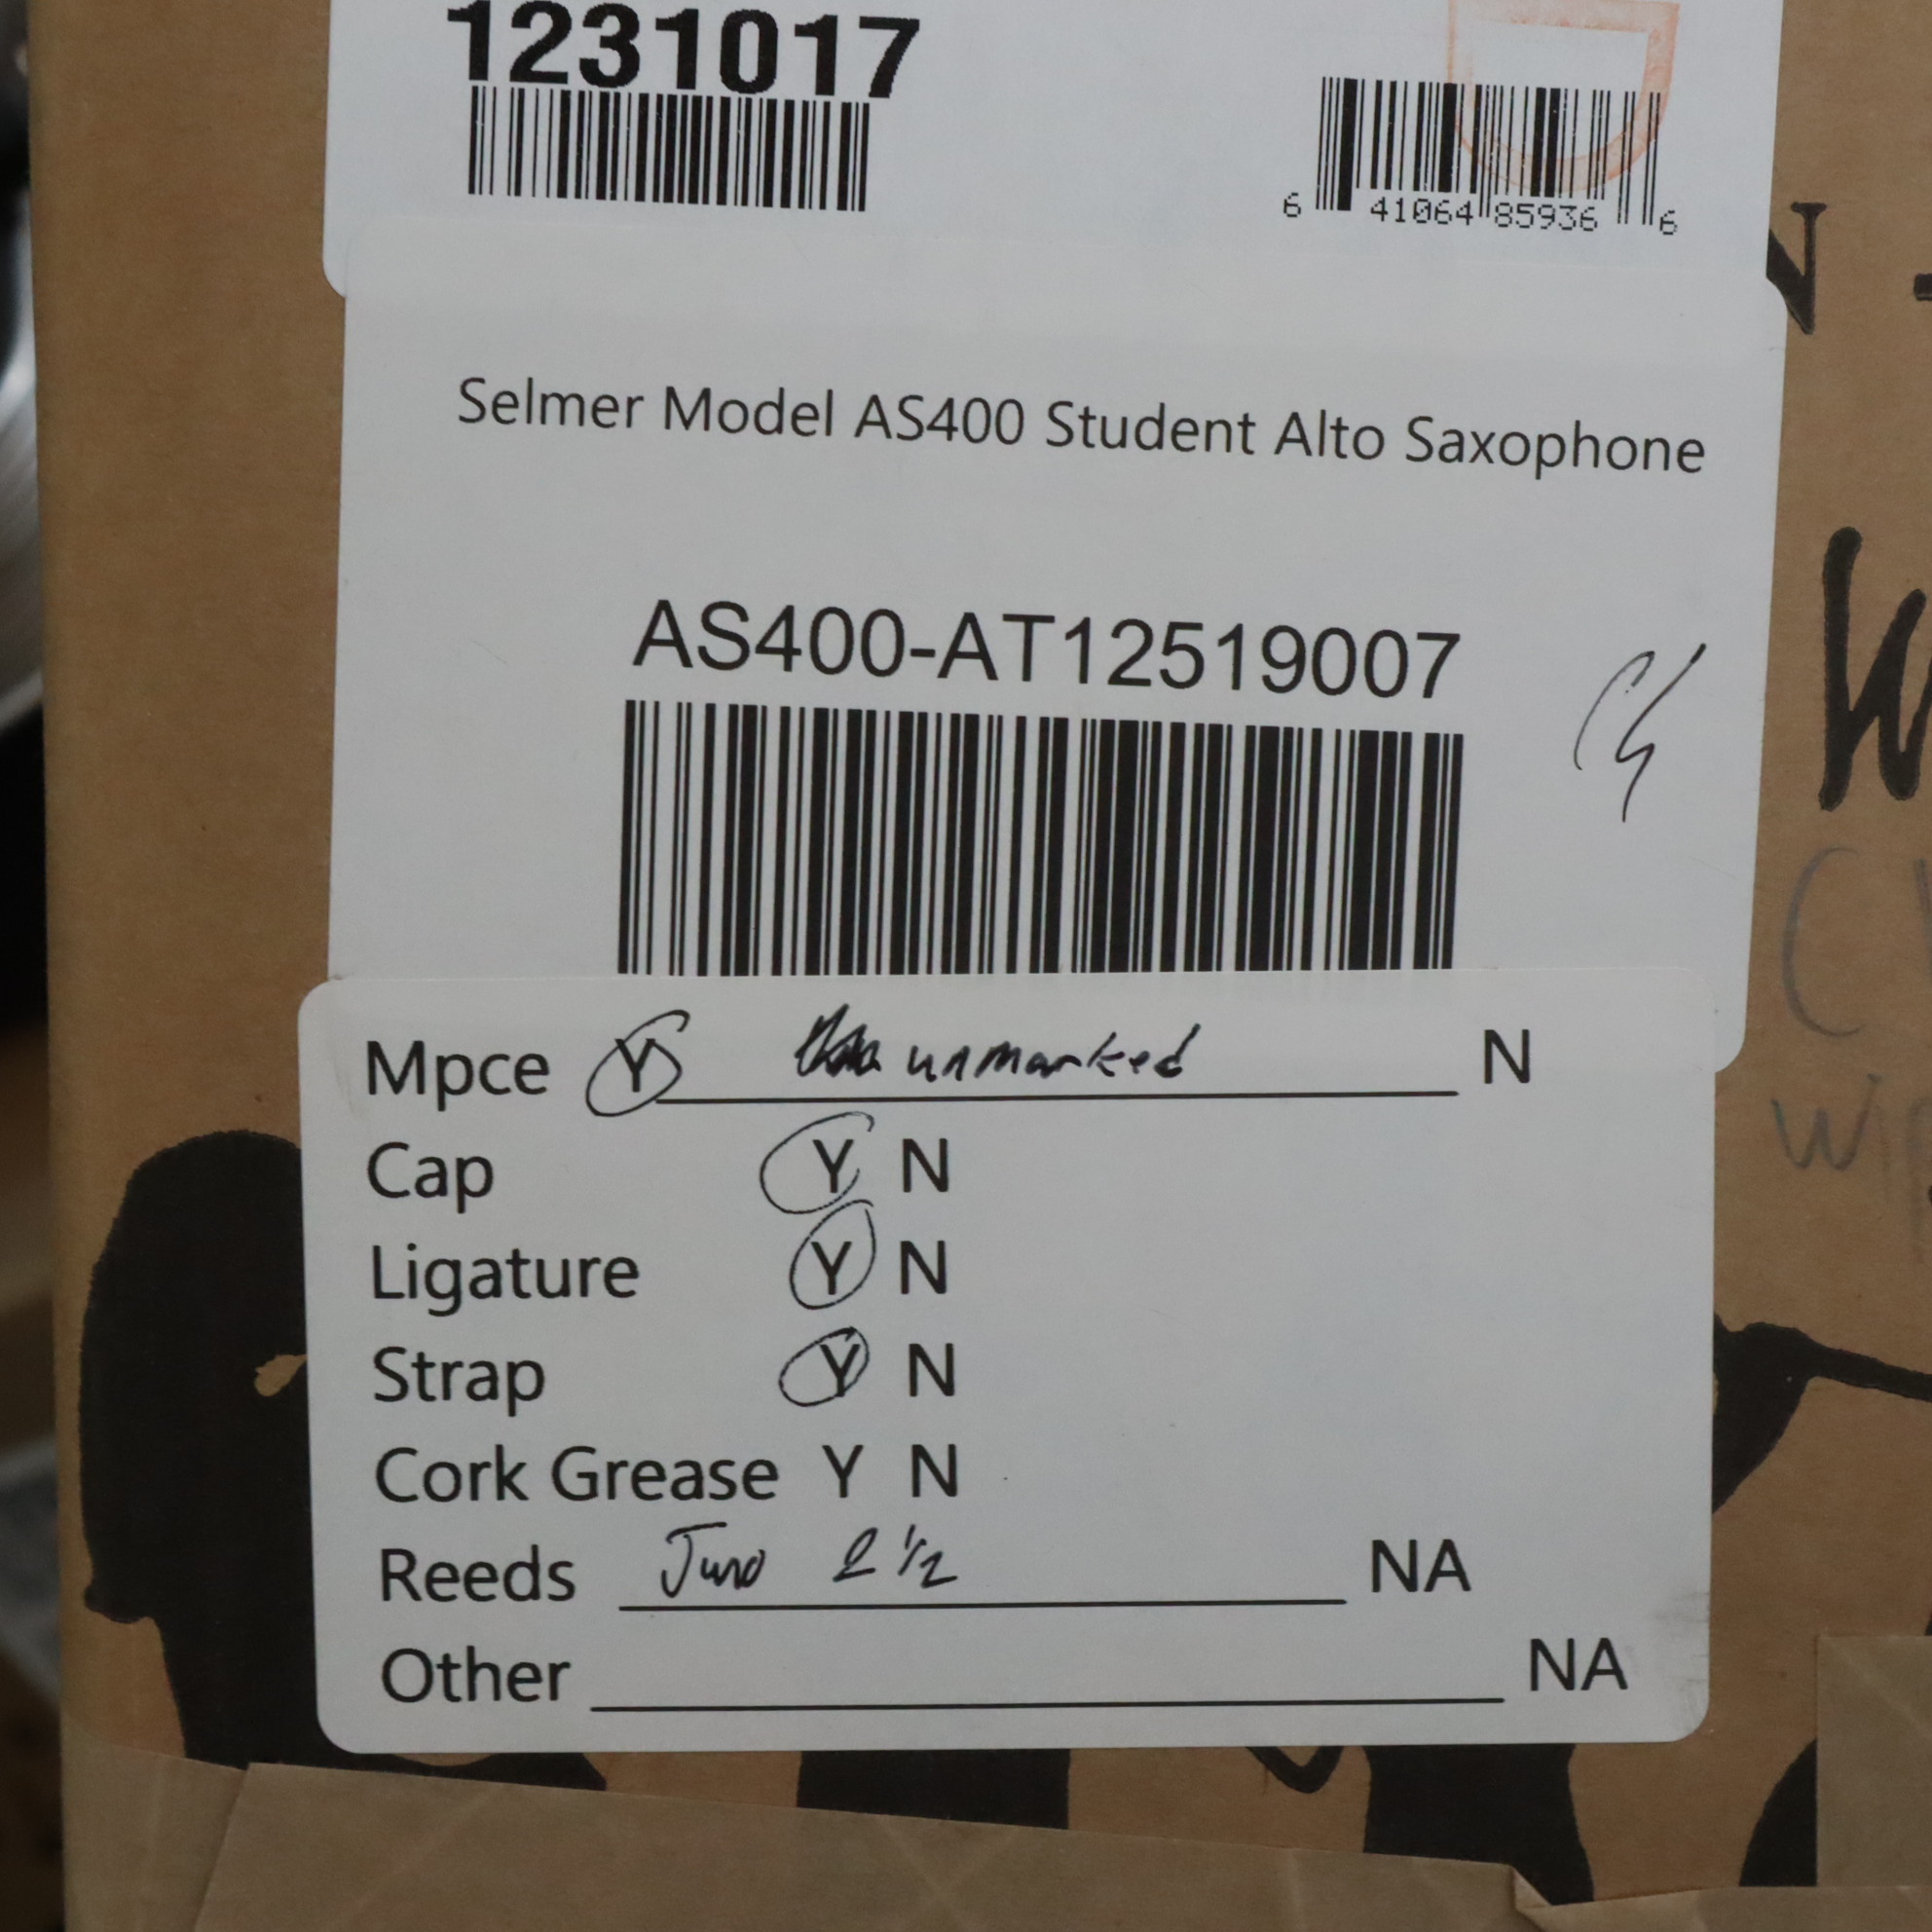 1231017
6 41064 85936 6
N
Selmer Model AS400 Student Alto Saxophone
AS400-AT12519007
W
Mpce Y unmarked N
Cap Y N
Ligature Y N
Strap Y N
Cork Grease Y N
Reeds Juno 2 1/2 NA
Other NA